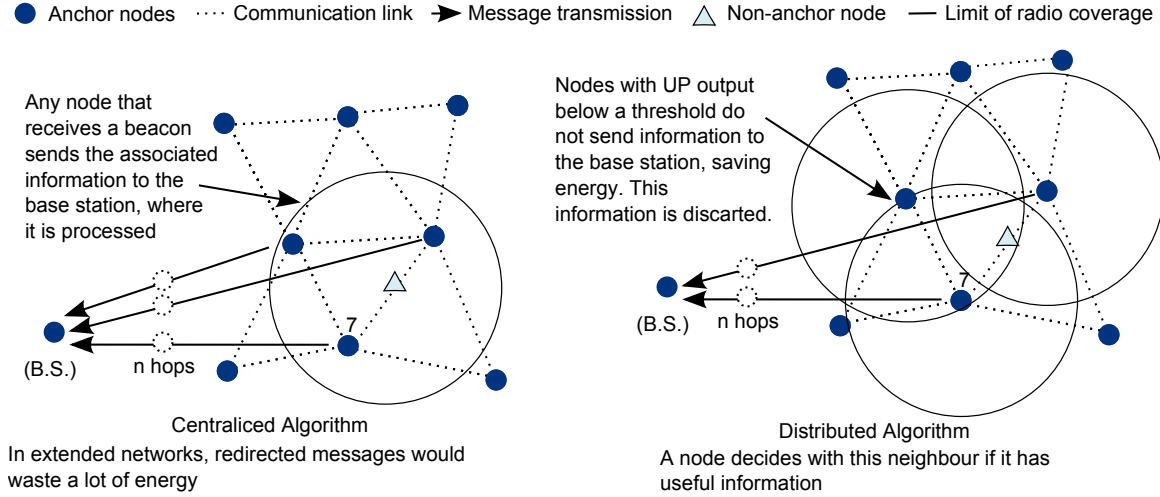 Anchor nodes Communication link Message transmission Non-anchor node Limit of radio coverage
Any node that
receives a beacon
sends the associated
information to the
base station, where
it is processed
7
(B.S.)
n hops
Centraliced Algorithm
In extended networks, redirected messages would
waste a lot of energy
Nodes with UP output
below a threshold do
not send information to
the base station, saving
energy. This
information is discarted.
7
(B.S.)
n hops
Distributed Algorithm
A node decides with this neighbour if it has
useful information